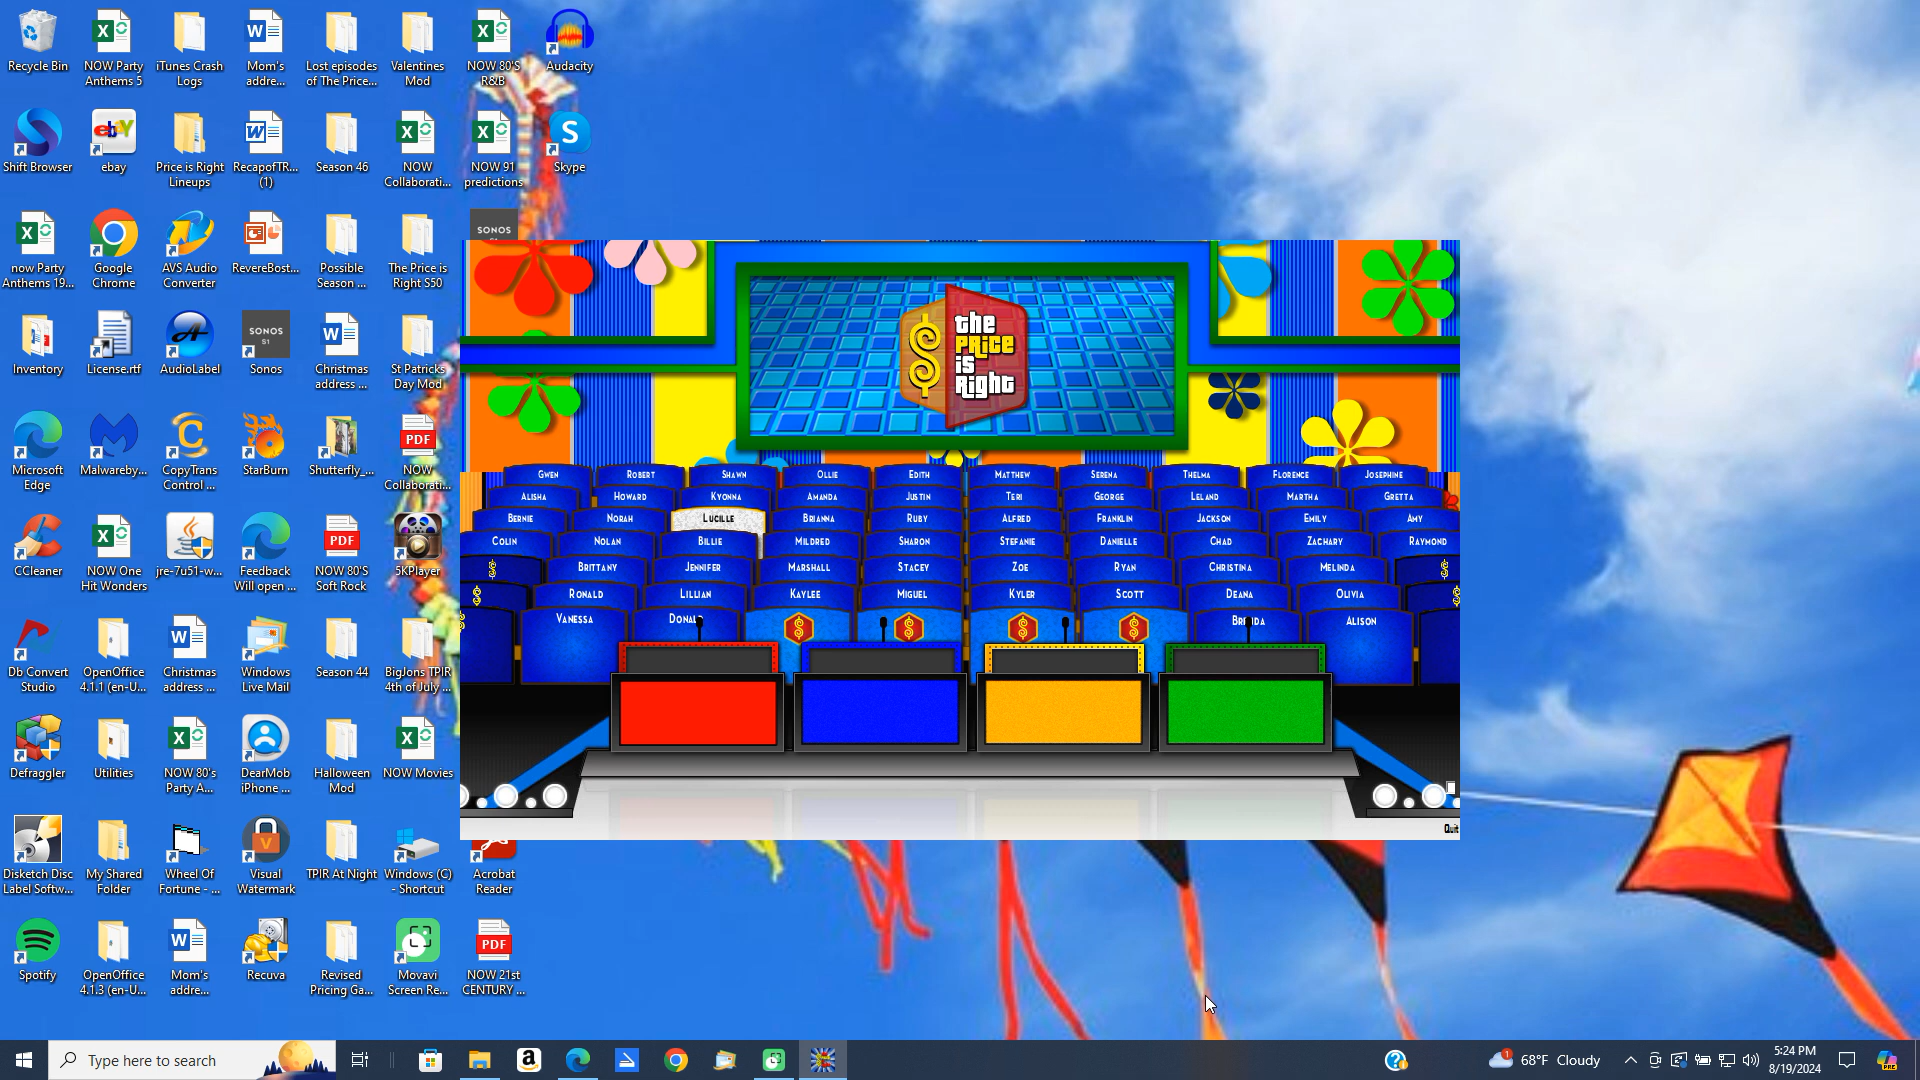 Recycle Bin
NOW Party
Anthems 5
iTunes Crash
Logs
Mom's
addre...
Lost episodes
of The Price...
Valentines
Mod
NOW 80'S
R&B
Audacity
Shift Browser
ebay
ebay
Price is Right
Lineups
RecapofTR...
(1)
Season 46
NOW
Collaborati...
NOW 91
predictions
S
Skype
now Party
Anthems 19...
Google
Chrome
AVS Audio
Converter
RevereBost...
Possible
Season ...
The Price is
Right S50
SONOS
Inventory
License.rtf
AudioLabel
SONOS
S1
Sonos
Christmas
address ...
St Patricks
Day Mod
Microsoft
Edge
Malwareby...
CopyTrans
Control ...
StarBurn
Shutterfly_...
PDF
NOW
Collaborati...
CCleaner
NOW One
Hit Wonders
jre-7u51-w...
Feedback
Will open ...
PDF
NOW 80'S
Soft Rock
5KPlayer
Db Convert
Studio
OpenOffice
4.1.1 (en-U...
Christmas
address ...
Windows
Live Mail
Season 44
BigJons TPIR
4th of July ...
Defraggler
Utilities
NOW 80's
Party A...
DearMob
iPhone ...
Halloween
Mod
NOW Movies
Disketch Disc
Label Softw...
My Shared
Folder
Wheel Of
Fortune - ...
Visual
Watermark
TPIR At Night
Windows (C)
- Shortcut
Acrobat
Reader
Spotify
OpenOffice
4.1.3 (en-U...
Mom's
addre...
Recuva
Revised
Pricing Ga...
Movavi
Screen Re...
PDF
NOW 21st
CENTURY ...
the
PRICE
is
Right
GWEN ROBERT SHAWN OLLIE EDITH MATTHEW SERENA THELMA FLORENCE JOSEPHINE
ALISHA HOWARD KYONNA AMANDA JUSTIN TERI GEORGE LELAND MARTHA GRETTA
BERNIE NORAH LUCILLE BRIANNA RUBY ALFRED FRANKLIN JACKSON EMILY AMY
COLIN NOLAN BILLIE MILDRED SHARON STEFANIE DANIELLE CHAD ZACHARY RAYMOND
BRITTANY JENNIFER MARSHALL STACEY ZOE RYAN CHRISTINA MELINDA
RONALD LILLIAN KAYLEE MIGUEL KYLER SCOTT DEANA OLIVIA
VANESSA DONALD BRENDA ALISON
Quit
Type here to search
68°F Cloudy
5:24 PM
8/19/2024